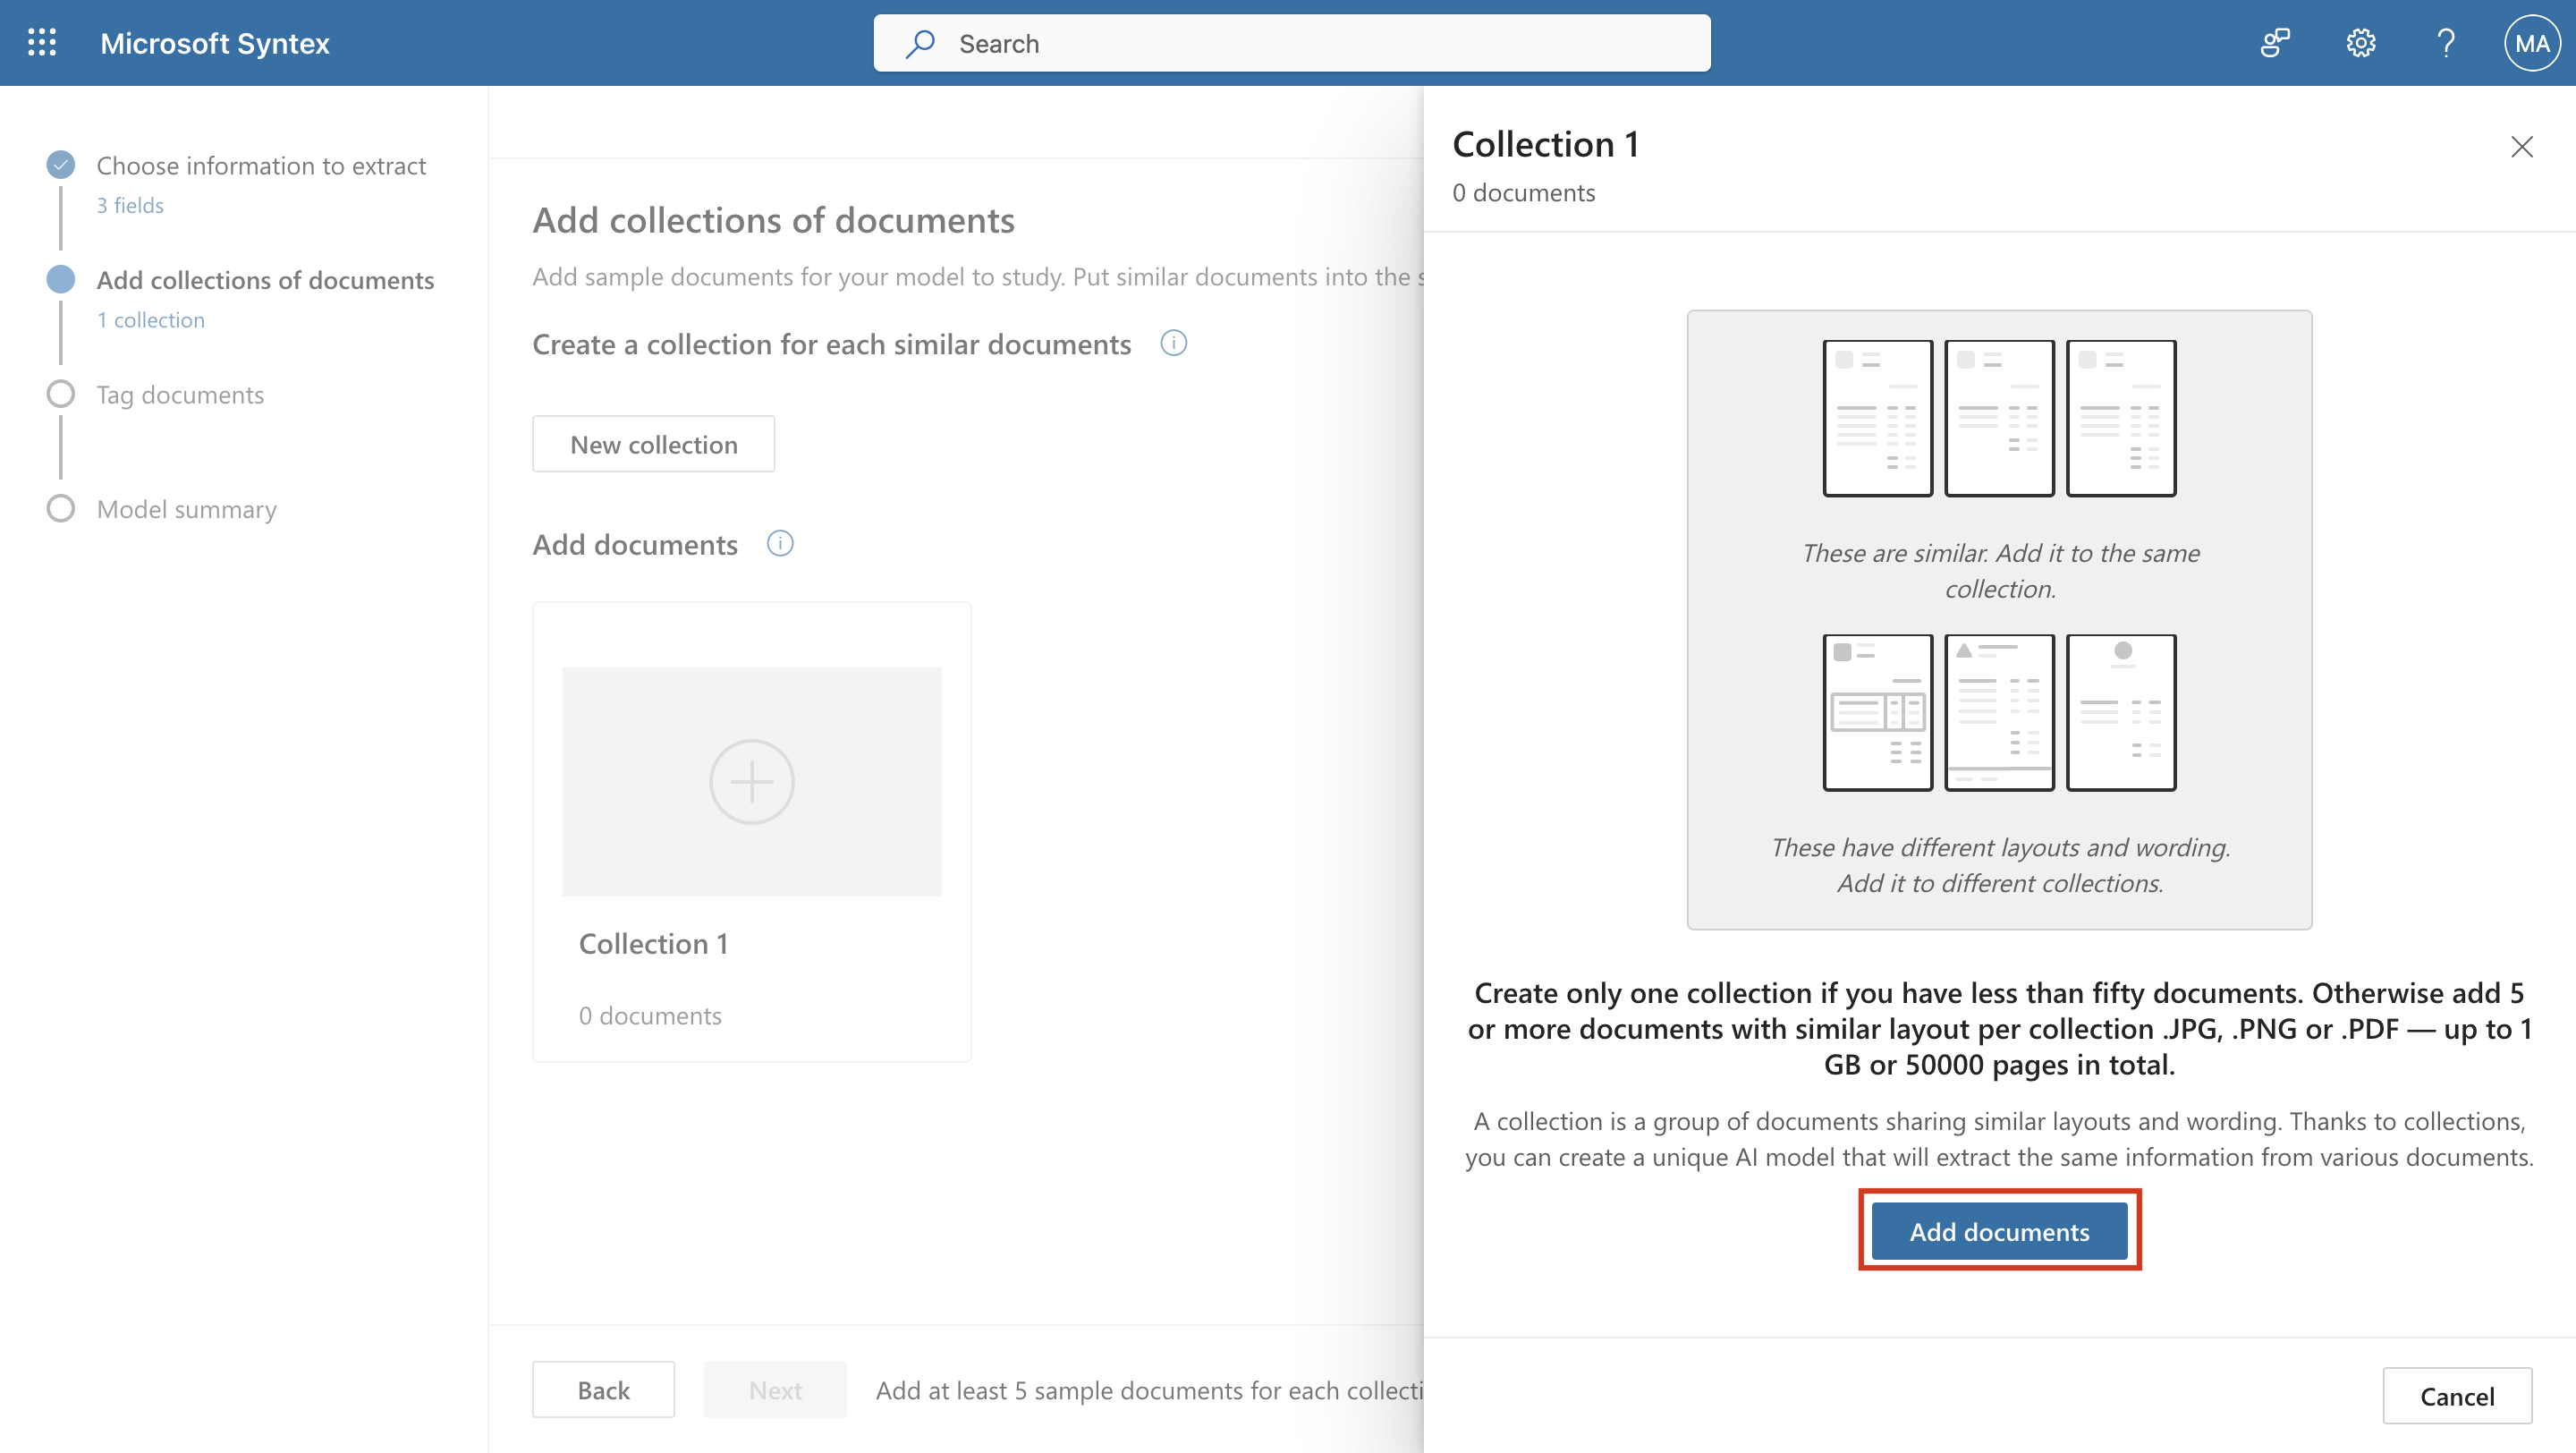 Microsoft Syntex
Search
MA
Choose information to extract
3 fields
Add collections of documents
1 collection
Tag documents
Model summary
Add collections of documents
Add sample documents for your model to study. Put similar documents into the s
Create a collection for each similar documents
New collection
Add documents
Collection 1
0 documents
Back
Next
Add at least 5 sample documents for each collecti
Collection 1
0 documents
These are similar. Add it to the same
collection.
These have different layouts and wording.
Add it to different collections.
Create only one collection if you have less than fifty documents. Otherwise add 5
or more documents with similar layout per collection .JPG, .PNG or .PDF — up to 1
GB or 50000 pages in total.
A collection is a group of documents sharing similar layouts and wording. Thanks to collections,
you can create a unique AI model that will extract the same information from various documents.
Add documents
Cancel